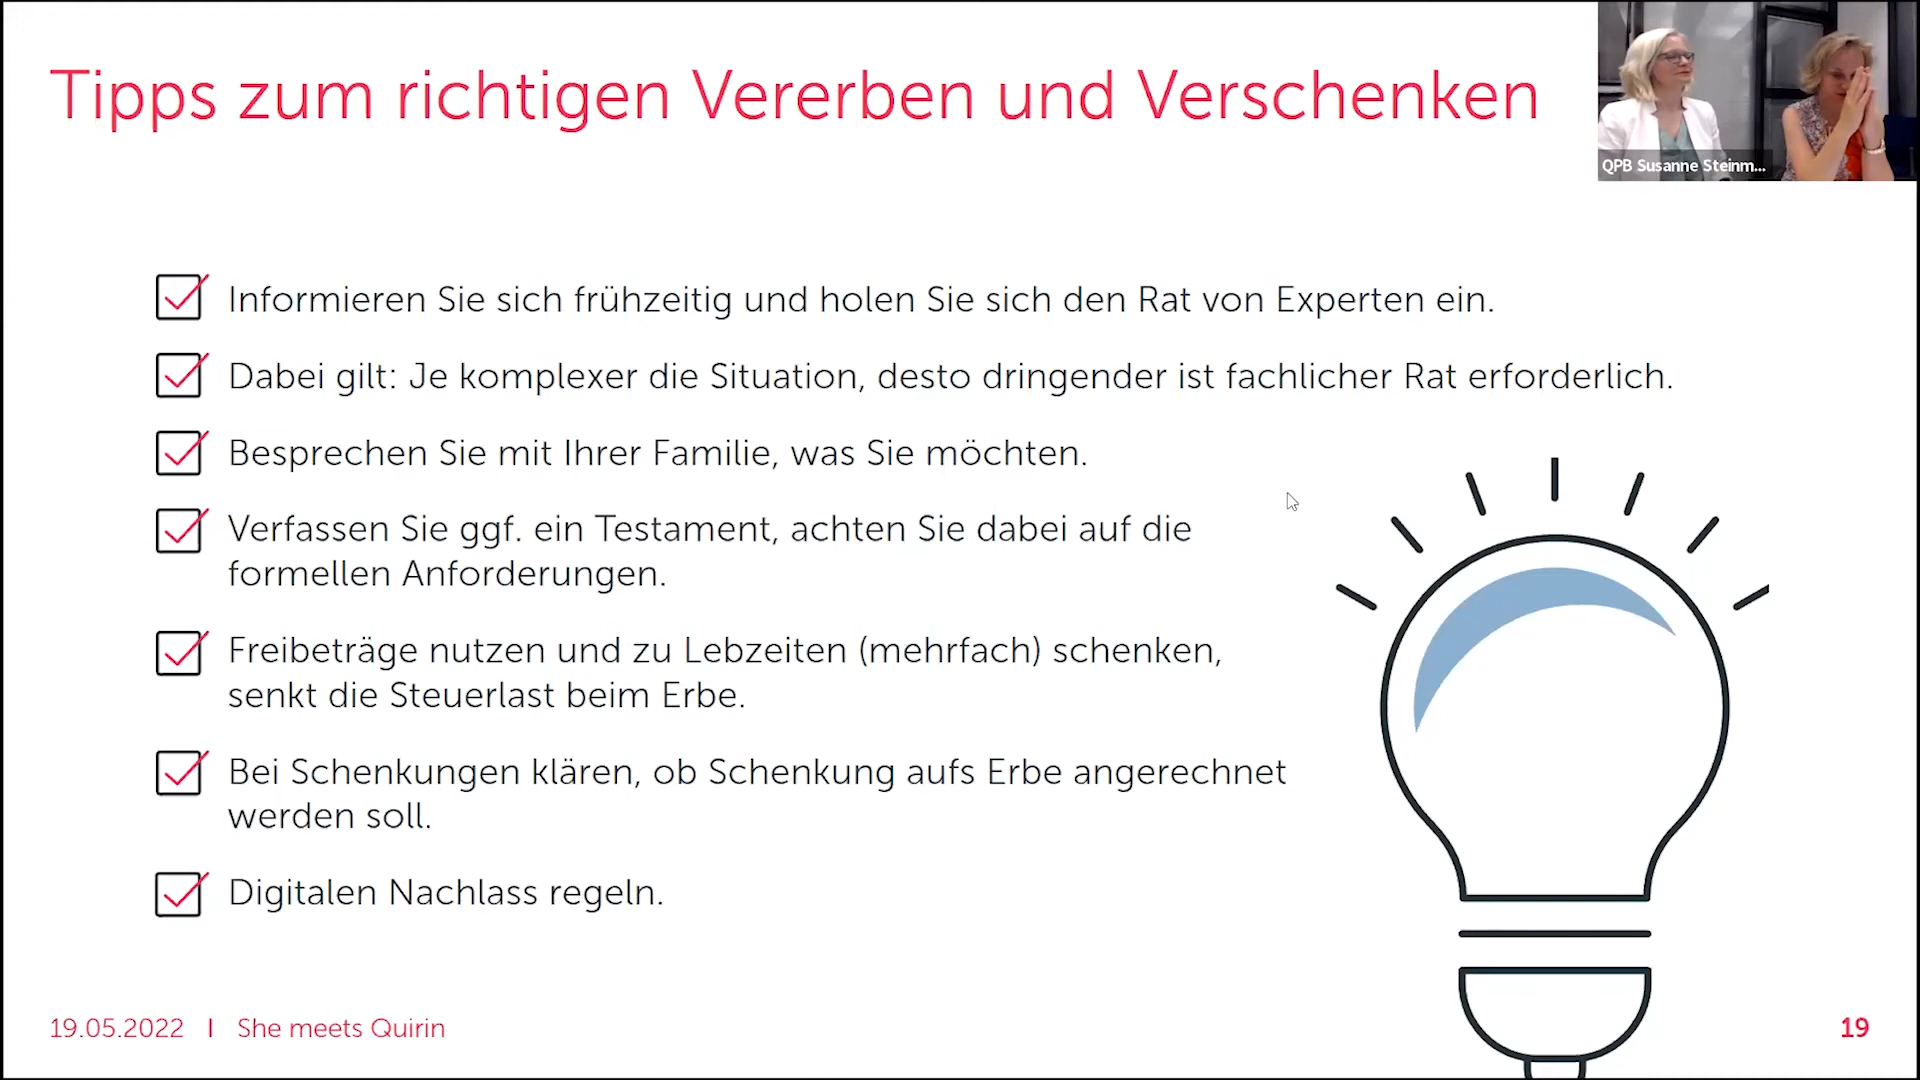 Tipps zum richtigen Vererben und Verschenken
QPB Susanne Steinm...
Informieren Sie sich frühzeitig und holen Sie sich den Rat von Experten ein.
Dabei gilt: Je komplexer die Situation, desto dringender ist fachlicher Rat erforderlich.
Besprechen Sie mit Ihrer Familie, was Sie möchten.
Verfassen Sie ggf. ein Testament, achten Sie dabei auf die
formellen Anforderungen.
Freibeträge nutzen und zu Lebzeiten (mehrfach) schenken,
senkt die Steuerlast beim Erbe.
Bei Schenkungen klären, ob Schenkung aufs Erbe angerechnet
werden soll.
Digitalen Nachlass regeln.
19.05.2022 I She meets Quirin
19